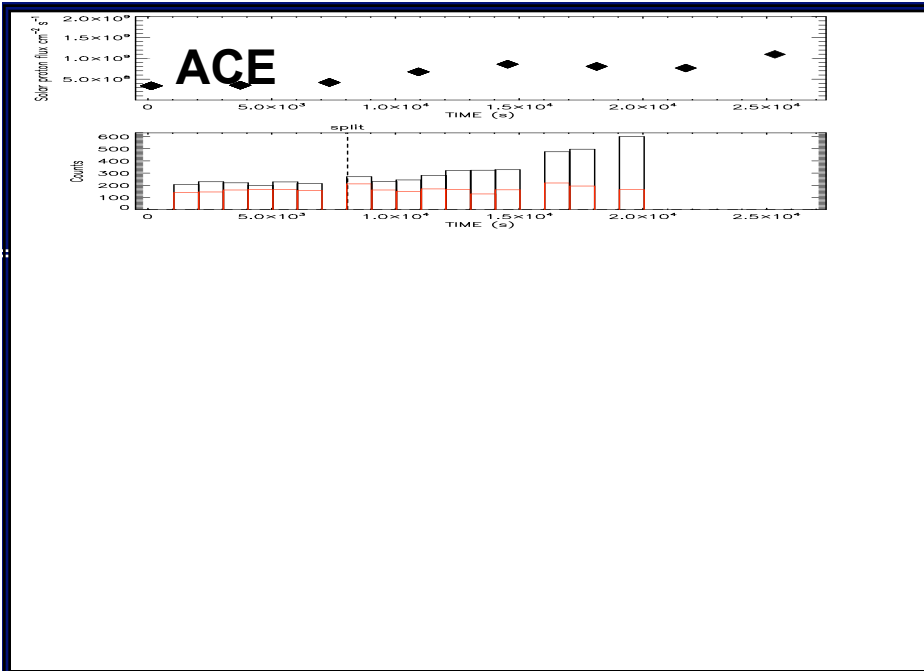 2.0×10⁹
1.5×10⁹
1.0×10⁹
5.0×10⁸
Solar proton flux cm⁻² s⁻¹
ACE
0 5.0×10³ 1.0×10⁴ 1.5×10⁴ 2.0×10⁴ 2.5×10⁴
TIME (s)
split
600
500
400
300
200
100
0
Counts
0 5.0×10³ 1.0×10⁴ 1.5×10⁴ 2.0×10⁴ 2.5×10⁴
TIME (s)